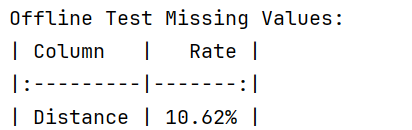 Offline Test Missing Values:
| Column   |   Rate |
|:---------|-------:|
| Distance | 10.62% |